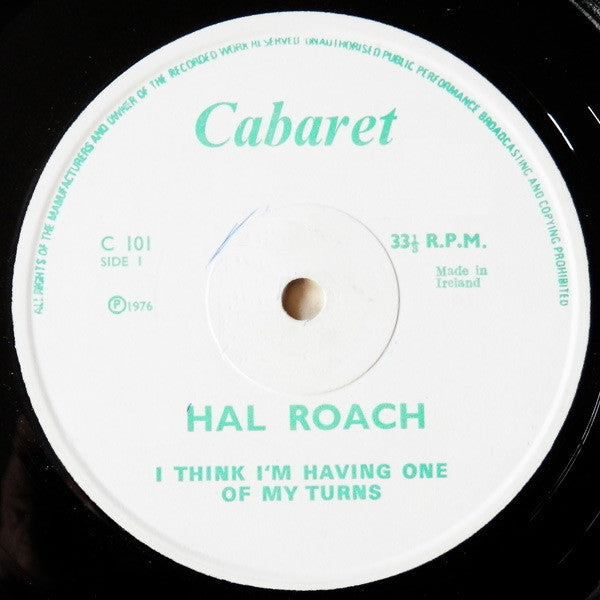 ALL RIGHTS OF THE MANUFACTURERS AND OWNER OF THE RECORDED WORK RESERVED UNAUTHORISED PUBLIC PERFORMANCE BROADCASTING AND COPYING PROHIBITED
Cabaret
C 101
SIDE 1
33⅓ R.P.M.
Made in
Ireland
℗1976
HAL ROACH
I THINK I'M HAVING ONE
OF MY TURNS